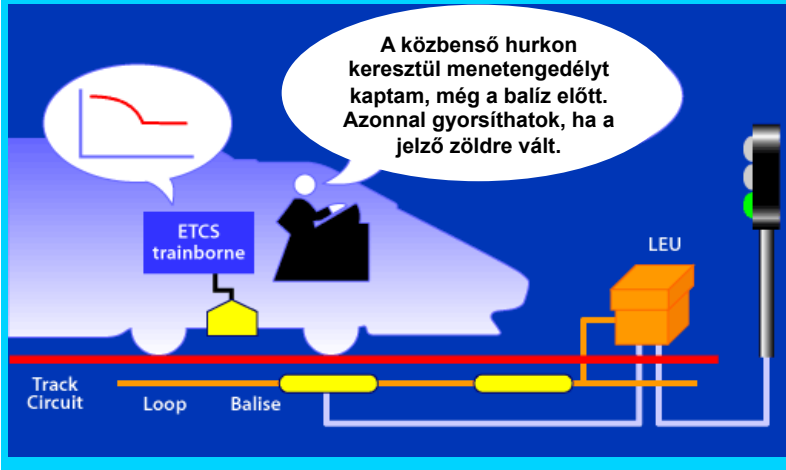 A közbenső hurkon
keresztül menetengedélyt
kaptam, még a balíz előtt.
Azonnal gyorsíthatok, ha a
jelző zöldre vált.
ETCS
trainborne
LEU
Track
Circuit
Loop
Balise